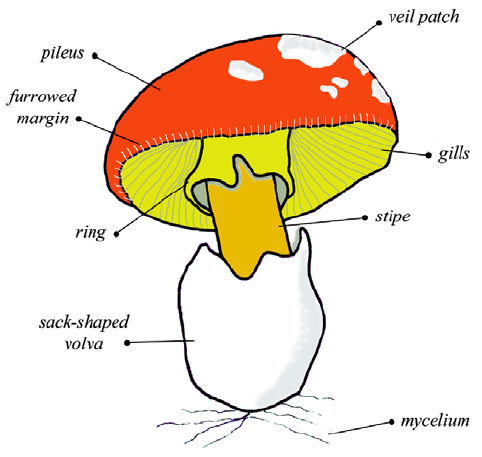 veil patch
pileus
furrowed
margin
gills
ring
stipe
sack-shaped
volva
mycelium